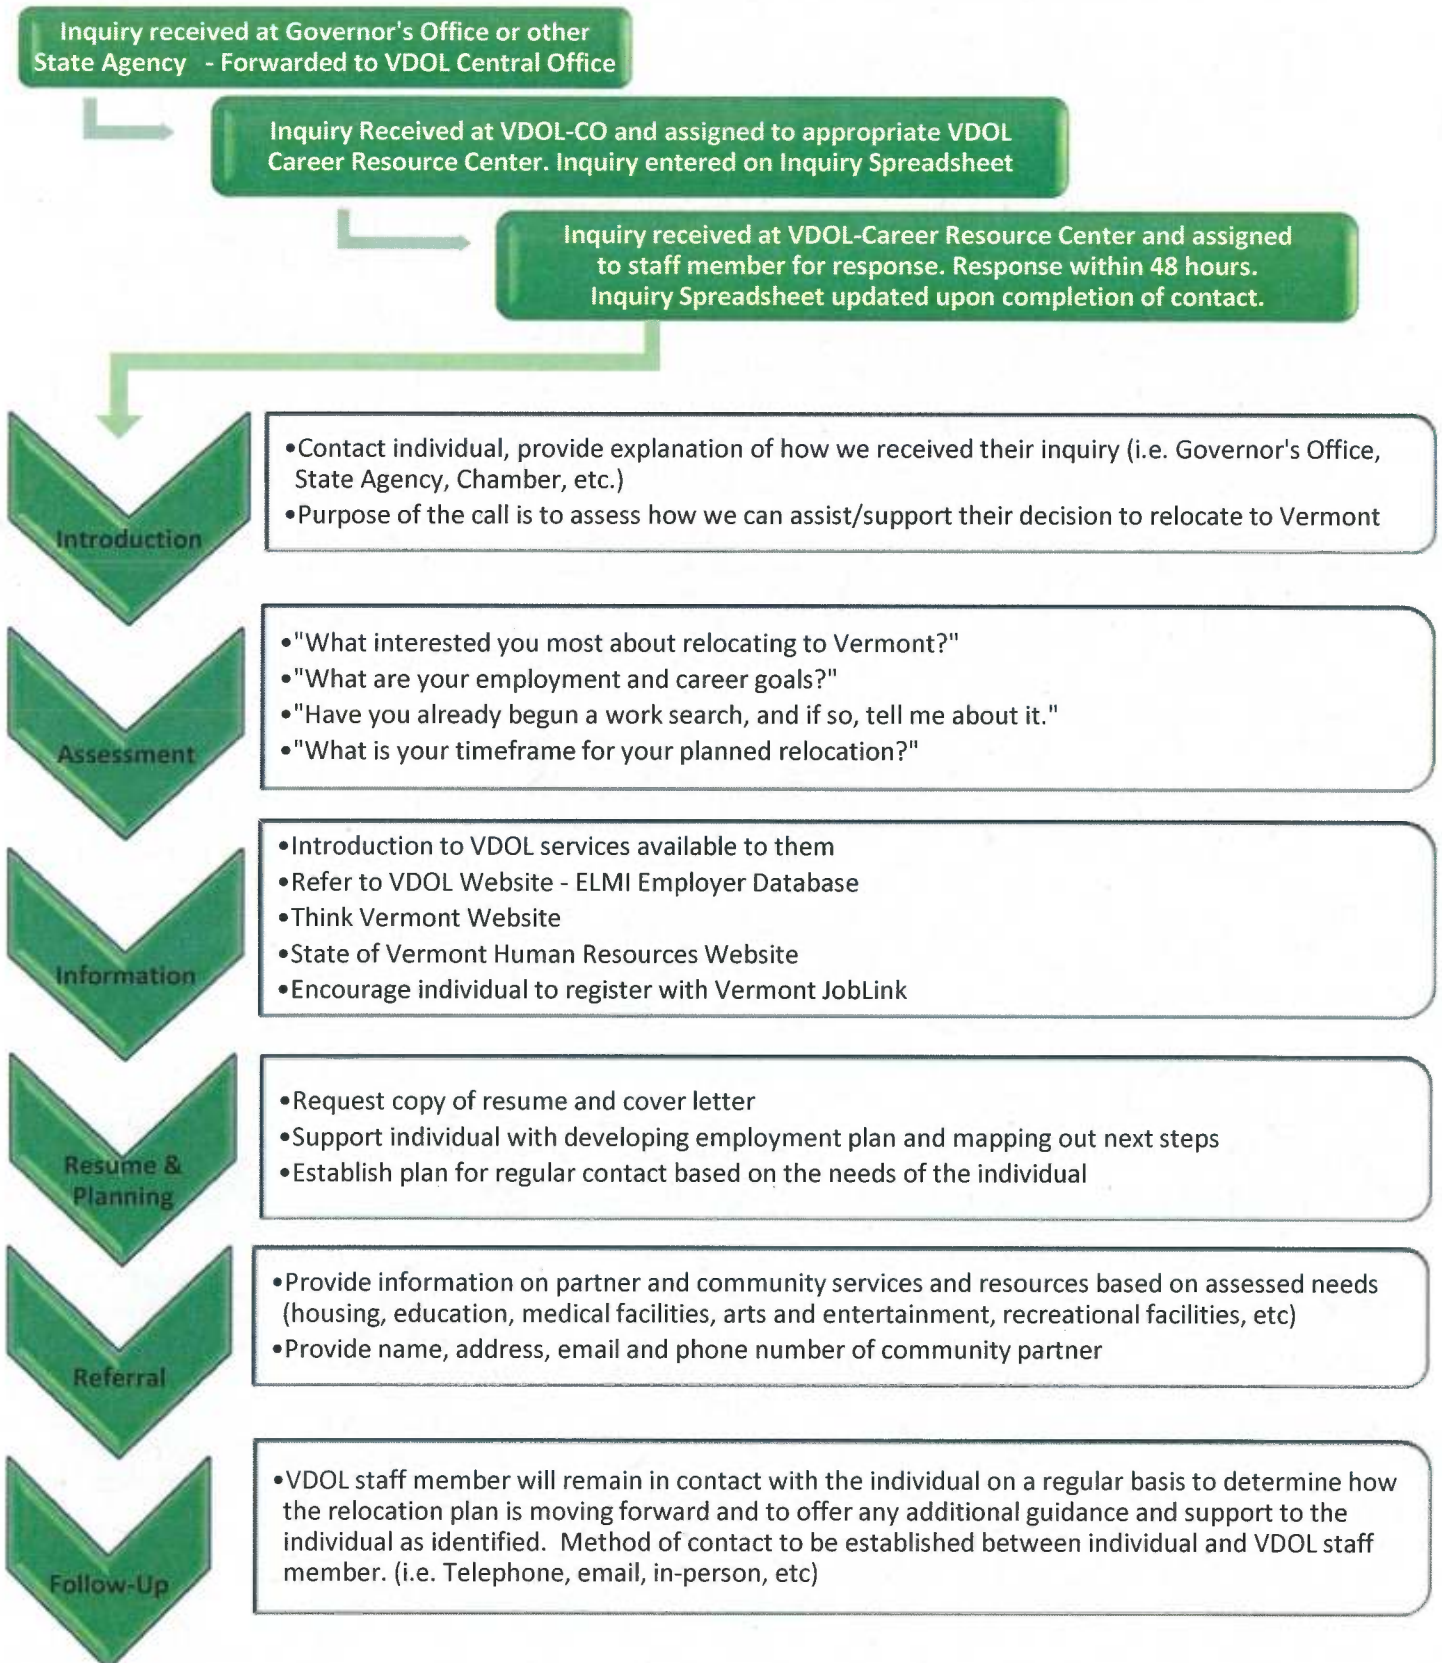 Inquiry received at Governor's Office or other
State Agency - Forwarded to VDOL Central Office
Inquiry Received at VDOL-CO and assigned to appropriate VDOL
Career Resource Center. Inquiry entered on Inquiry Spreadsheet
Inquiry received at VDOL-Career Resource Center and assigned
to staff member for response. Response within 48 hours.
Inquiry Spreadsheet updated upon completion of contact.
Introduction
•Contact individual, provide explanation of how we received their inquiry (i.e. Governor's Office,
State Agency, Chamber, etc.)
•Purpose of the call is to assess how we can assist/support their decision to relocate to Vermont
Assessment
•"What interested you most about relocating to Vermont?"
•"What are your employment and career goals?"
•"Have you already begun a work search, and if so, tell me about it."
•"What is your timeframe for your planned relocation?"
Information
•Introduction to VDOL services available to them
•Refer to VDOL Website - ELMI Employer Database
•Think Vermont Website
•State of Vermont Human Resources Website
•Encourage individual to register with Vermont JobLink
Resume &
Planning
•Request copy of resume and cover letter
•Support individual with developing employment plan and mapping out next steps
•Establish plan for regular contact based on the needs of the individual
Referral
•Provide information on partner and community services and resources based on assessed needs
(housing, education, medical facilities, arts and entertainment, recreational facilities, etc)
•Provide name, address, email and phone number of community partner
Follow-Up
•VDOL staff member will remain in contact with the individual on a regular basis to determine how
the relocation plan is moving forward and to offer any additional guidance and support to the
individual as identified.  Method of contact to be established between individual and VDOL staff
member. (i.e. Telephone, email, in-person, etc)